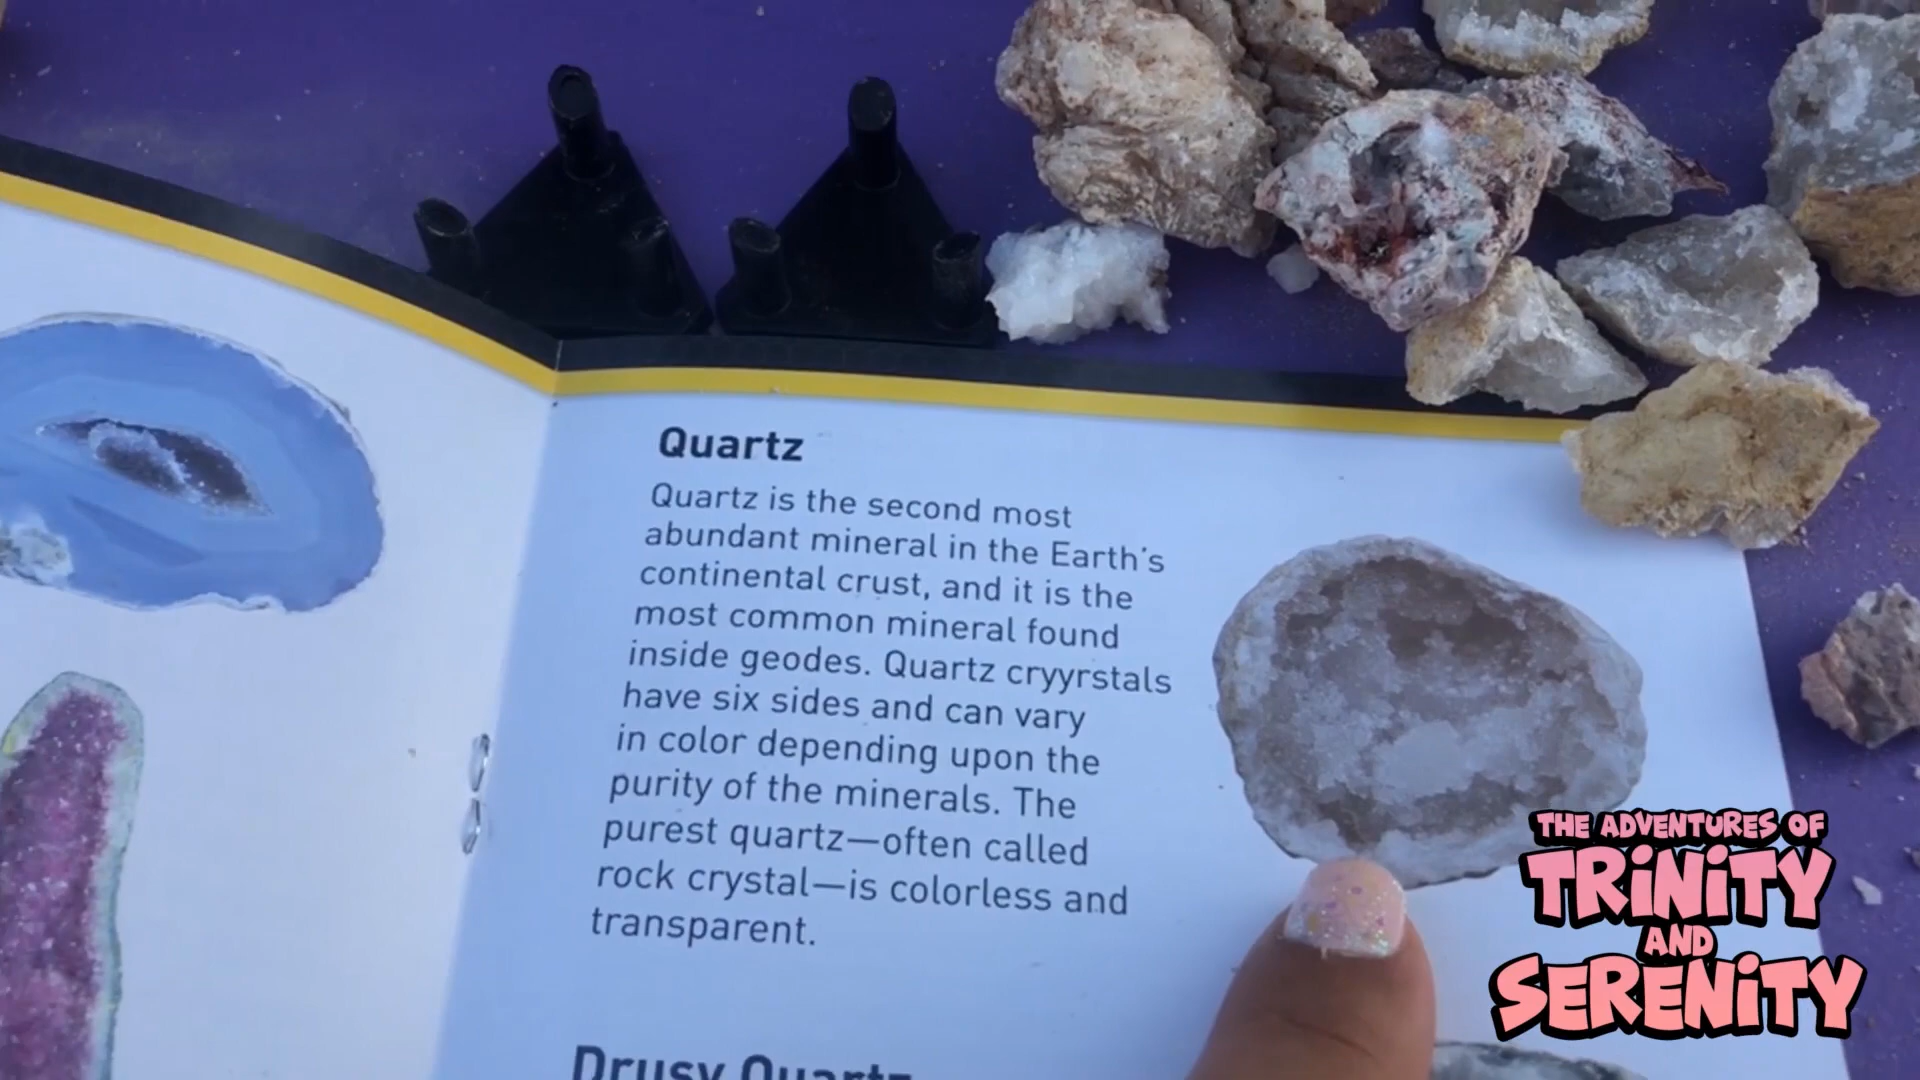 Quartz
Quartz is the second most
abundant mineral in the Earth's
continental crust, and it is the
most common mineral found
inside geodes. Quartz cryyrstals
have six sides and can vary
in color depending upon the
purity of the minerals. The
purest quartz—often called
rock crystal—is colorless and
transparent.
Drusy Quartz
THE ADVENTURES OF
TRiNiTY
AND
SERENiTY